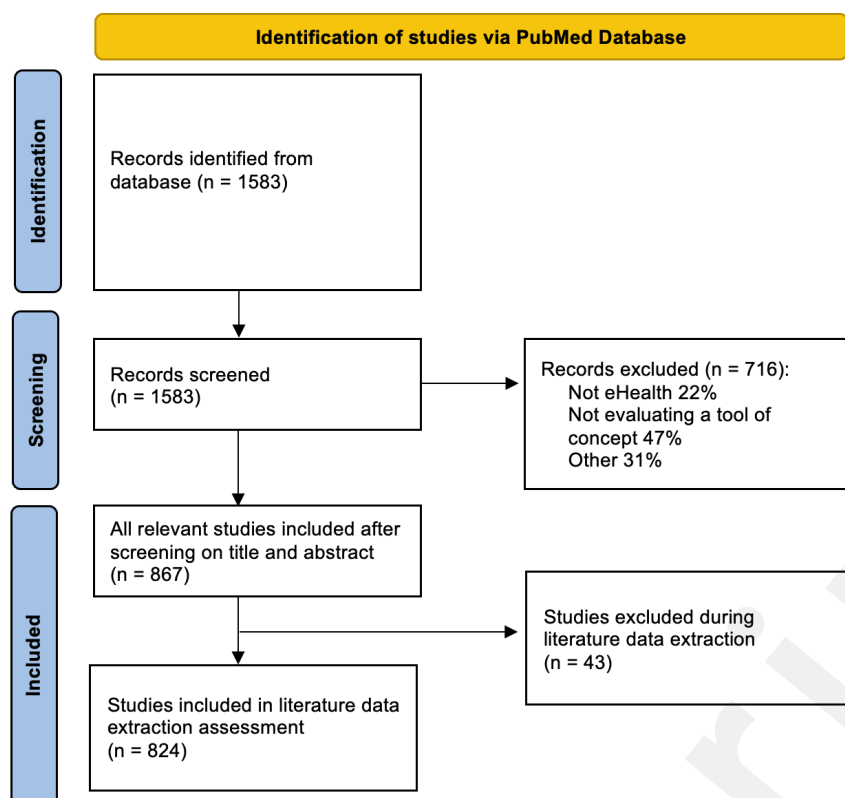 Identification of studies via PubMed Database
Identification
Records identified from
database (n = 1583)
Screening
Records screened
(n = 1583)
Records excluded (n = 716):
Not eHealth 22%
Not evaluating a tool of
concept 47%
Other 31%
Included
All relevant studies included after
screening on title and abstract
(n = 867)
Studies excluded during
literature data extraction
(n = 43)
Studies included in literature data
extraction assessment
(n = 824)